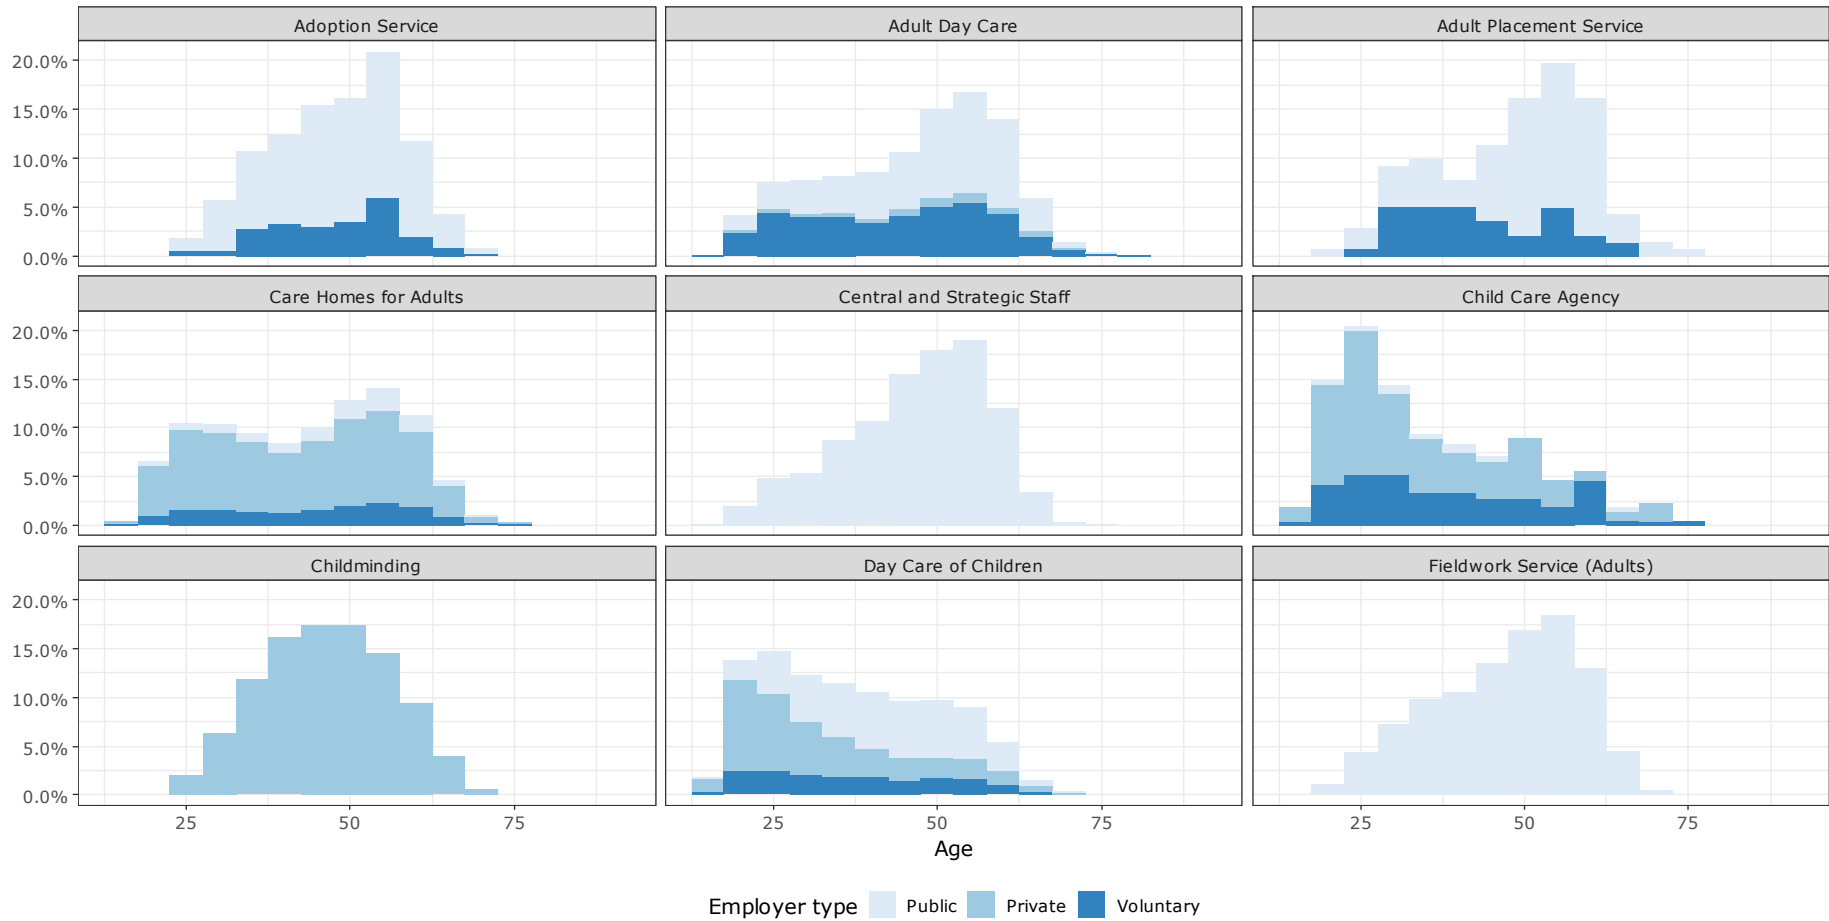 Adoption Service Adult Day Care Adult Placement Service
20.0%
15.0%
10.0%
5.0%
0.0%
Care Homes for Adults Central and Strategic Staff Child Care Agency
20.0%
15.0%
10.0%
5.0%
0.0%
Childminding Day Care of Children Fieldwork Service (Adults)
20.0%
15.0%
10.0%
5.0%
0.0%
25 50 75 25 50 75 25 50 75
Age
Employer type Public Private Voluntary